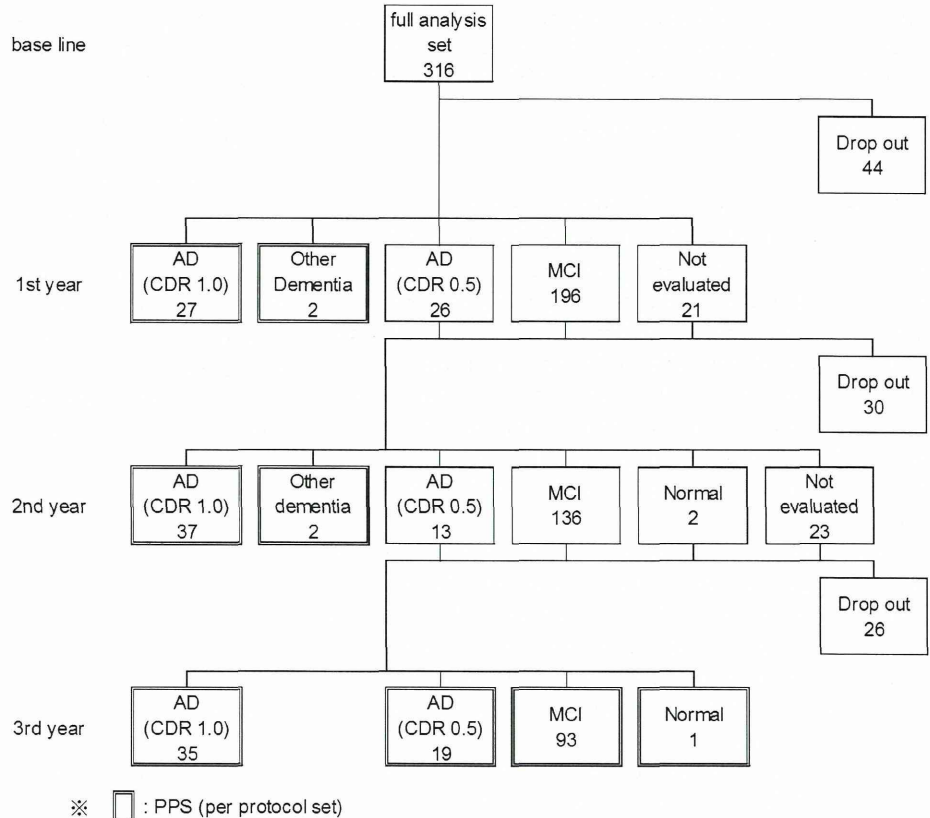 base line
full analysis
set
316
Drop out
44
1st year
AD
(CDR 1.0)
27
Other
Dementia
2
AD
(CDR 0.5)
26
MCI
196
Not
evaluated
21
Drop out
30
2nd year
AD
(CDR 1.0)
37
Other
dementia
2
AD
(CDR 0.5)
13
MCI
136
Normal
2
Not
evaluated
23
Drop out
26
3rd year
AD
(CDR 1.0)
35
AD
(CDR 0.5)
19
MCI
93
Normal
1
※ : PPS (per protocol set)